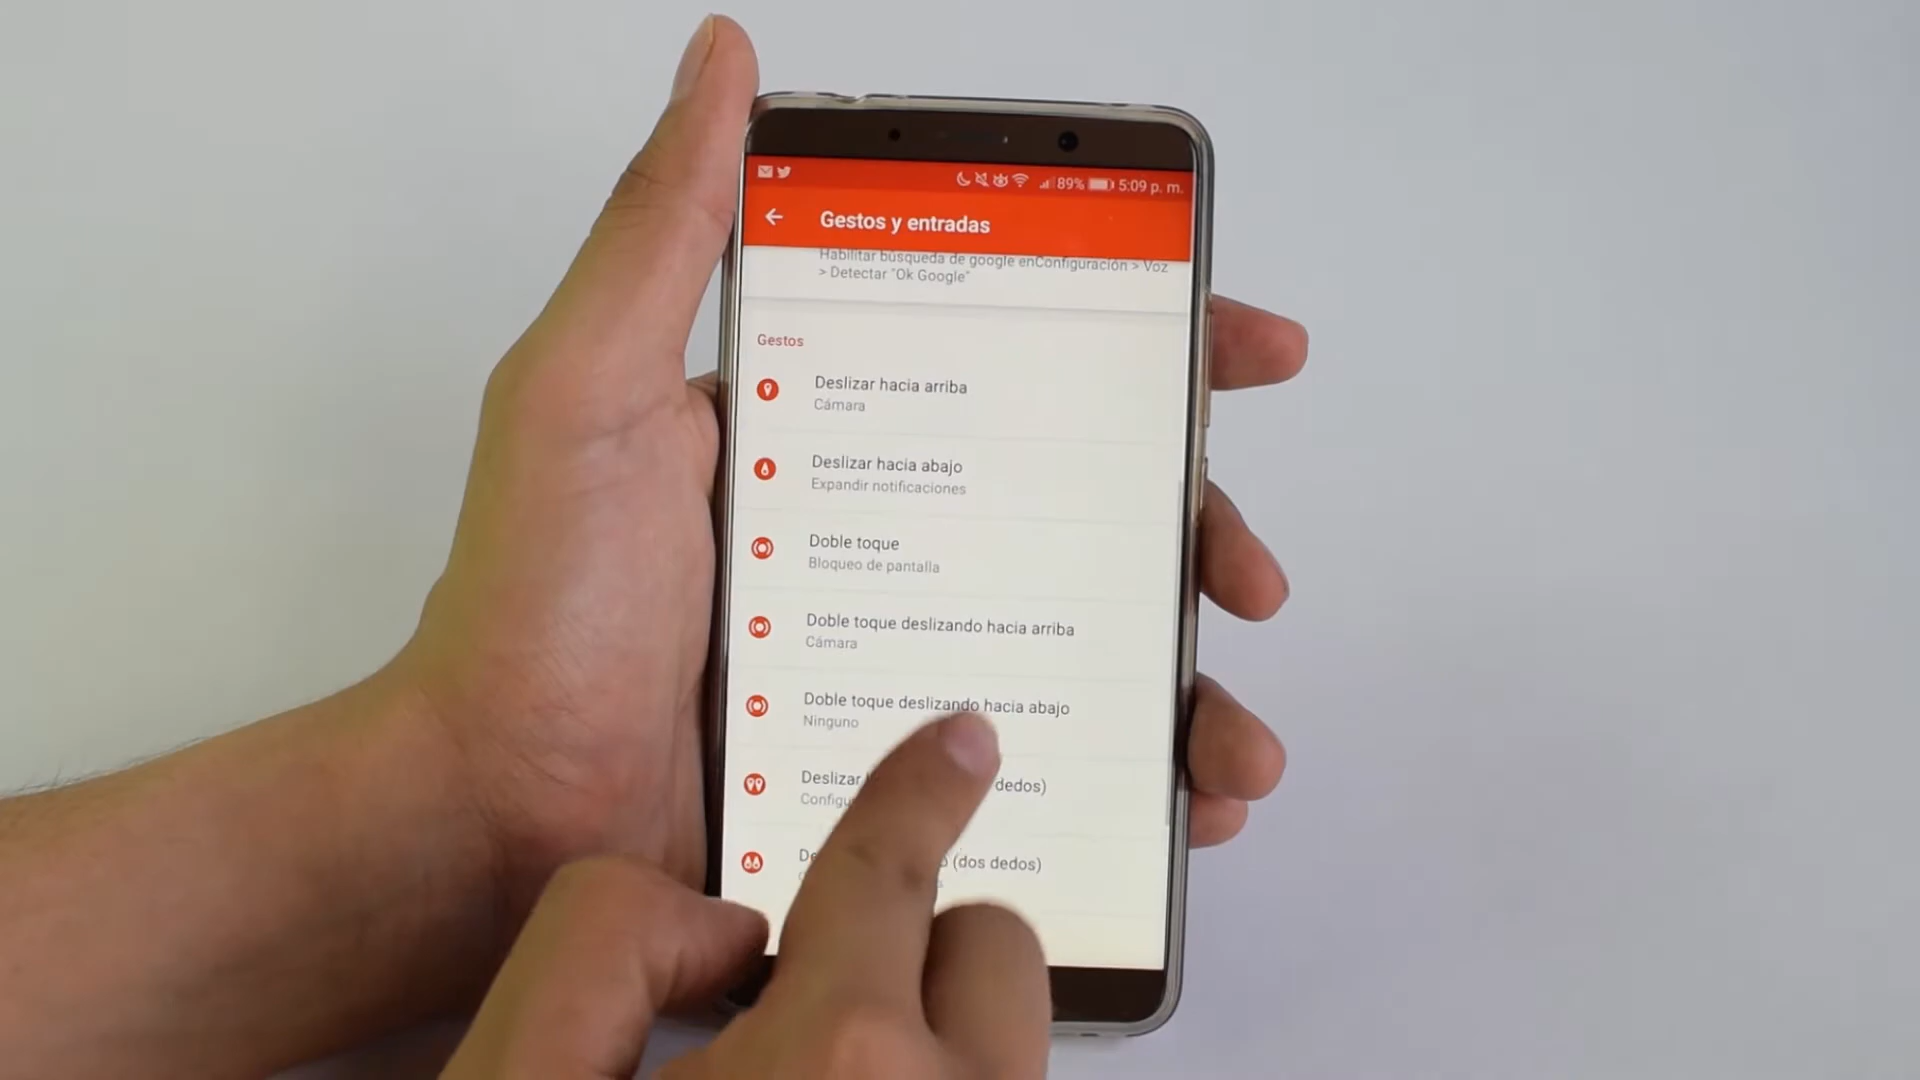 89% 5:09 p. m.
Gestos y entradas
Habilitar búsqueda de google enConfiguración > Voz
> Detectar "Ok Google"
Gestos
Deslizar hacia arriba
Cámara
Deslizar hacia abajo
Expandir notificaciones
Doble toque
Bloqueo de pantalla
Doble toque deslizando hacia arriba
Cámara
Doble toque deslizando hacia abajo
Ninguno
Deslizar dedos)
(dos dedos)